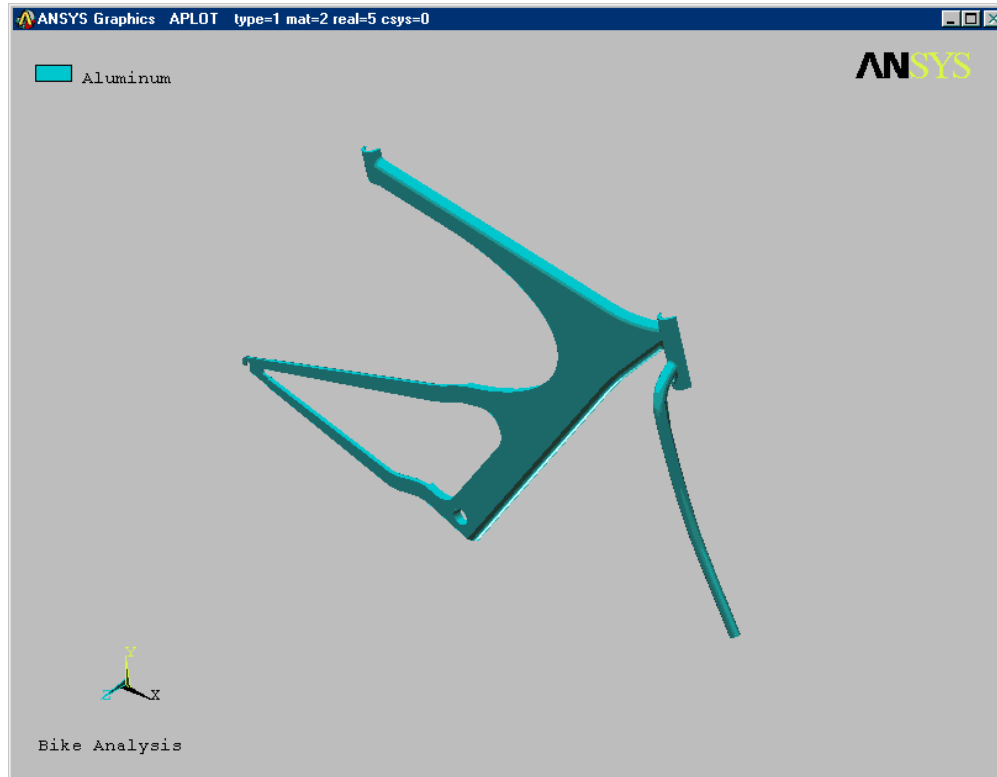 ANSYS Graphics APLOT type=1 mat=2 real=5 csys=0
Aluminum
ANSYS
Y
Z X
Bike Analysis